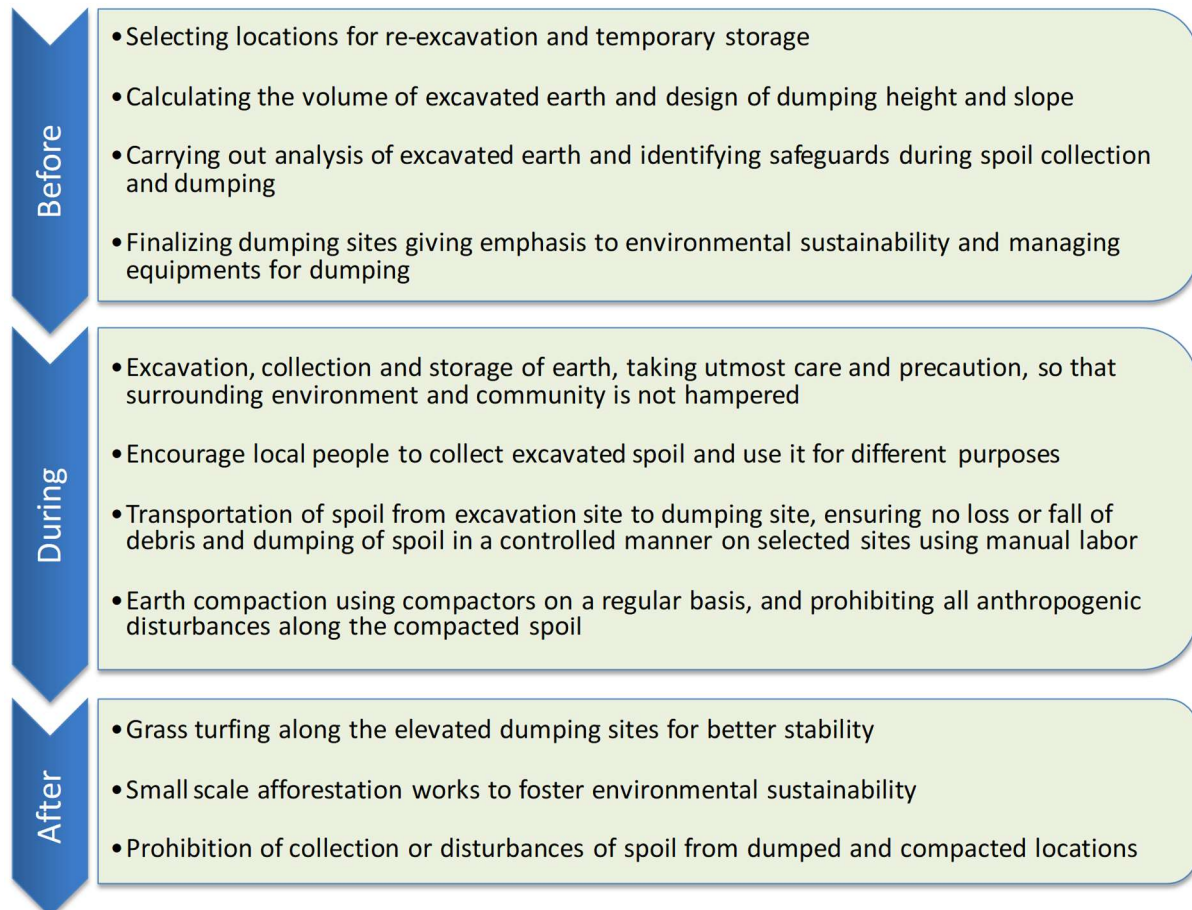 Before
•Selecting locations for re-excavation and temporary storage
•Calculating the volume of excavated earth and design of dumping height and slope
•Carrying out analysis of excavated earth and identifying safeguards during spoil collection
and dumping
•Finalizing dumping sites giving emphasis to environmental sustainability and managing
equipments for dumping
During
•Excavation, collection and storage of earth, taking utmost care and precaution, so that
surrounding environment and community is not hampered
•Encourage local people to collect excavated spoil and use it for different purposes
•Transportation of spoil from excavation site to dumping site, ensuring no loss or fall of
debris and dumping of spoil in a controlled manner on selected sites using manual labor
•Earth compaction using compactors on a regular basis, and prohibiting all anthropogenic
disturbances along the compacted spoil
After
•Grass turfing along the elevated dumping sites for better stability
•Small scale afforestation works to foster environmental sustainability
•Prohibition of collection or disturbances of spoil from dumped and compacted locations